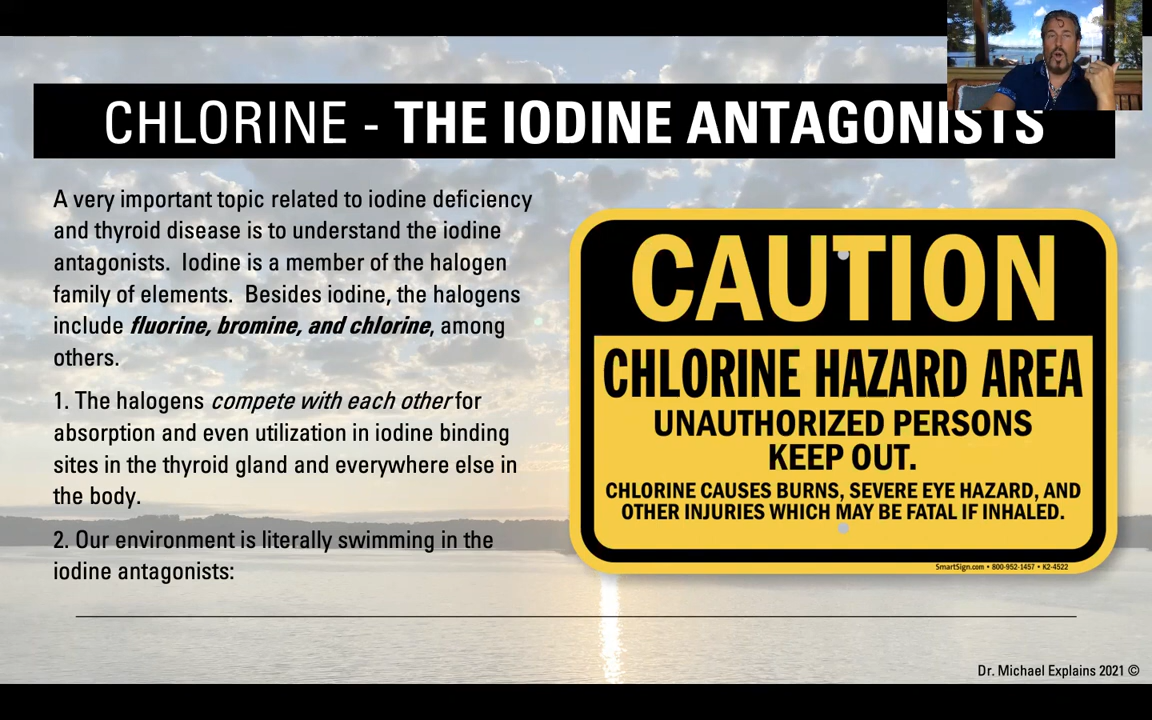 CHLORINE - THE IODINE ANTAGONISTS
A very important topic related to iodine deficiency
and thyroid disease is to understand the iodine
antagonists. Iodine is a member of the halogen
family of elements. Besides iodine, the halogens
include fluorine, bromine, and chlorine, among
others.
1. The halogens compete with each other for
absorption and even utilization in iodine binding
sites in the thyroid gland and everywhere else in
the body.
2. Our environment is literally swimming in the
iodine antagonists:
CAUTION
CHLORINE HAZARD AREA
UNAUTHORIZED PERSONS
KEEP OUT.
CHLORINE CAUSES BURNS, SEVERE EYE HAZARD, AND
OTHER INJURIES WHICH MAY BE FATAL IF INHALED.
SmartSign.com • 800-952-1457 • K2-4522
Dr. Michael Explains 2021 ©